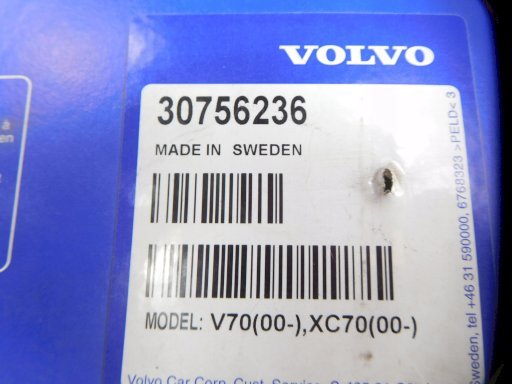 VOLVO
30756236
MADE IN SWEDEN
MODEL: V70(00-),XC70(00-)
Volvo Car Corp. Cust. Service,
Sweden, tel +46 31 590000, 6768323 >PELD< 3
à